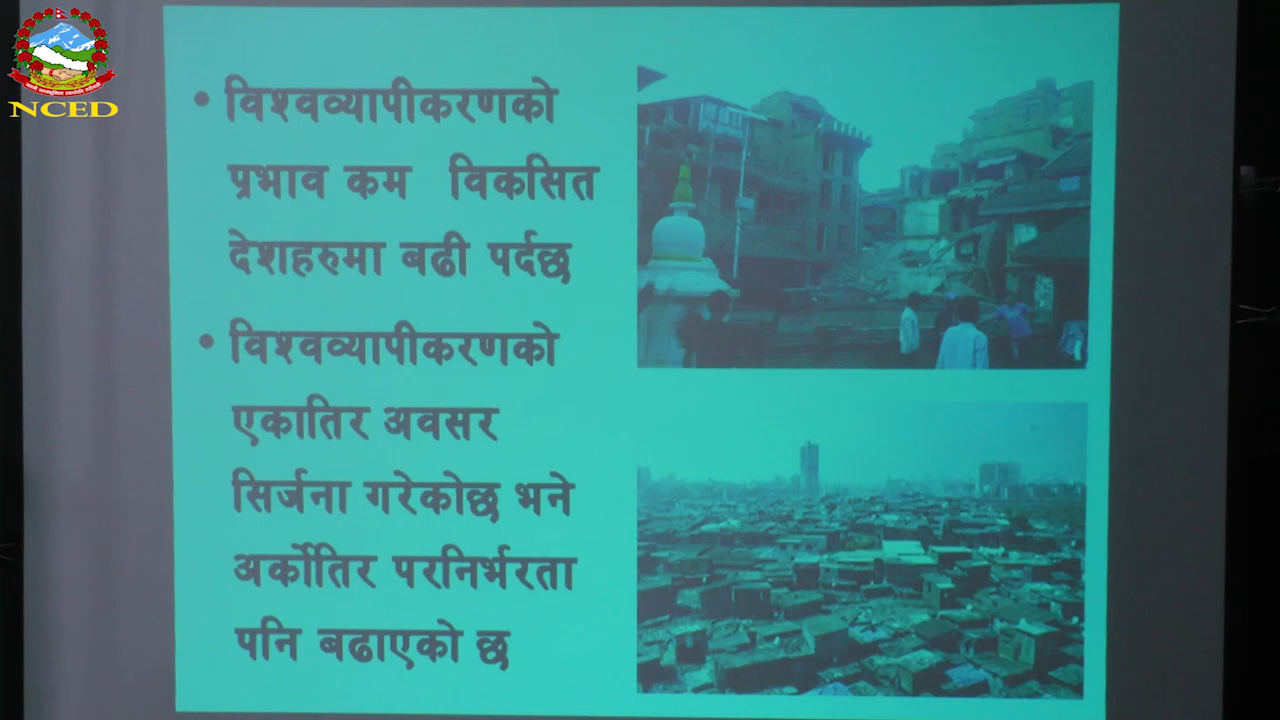 NCED
• विश्वव्यापीकरणको
प्रभाव कम विकसित
देशहरुमा बढी पर्दछ
• विश्वव्यापीकरणको
एकातिर अवसर
सिर्जना गरेकोछ भने
अर्कोतिर परनिर्भरता
पनि बढाएको छ